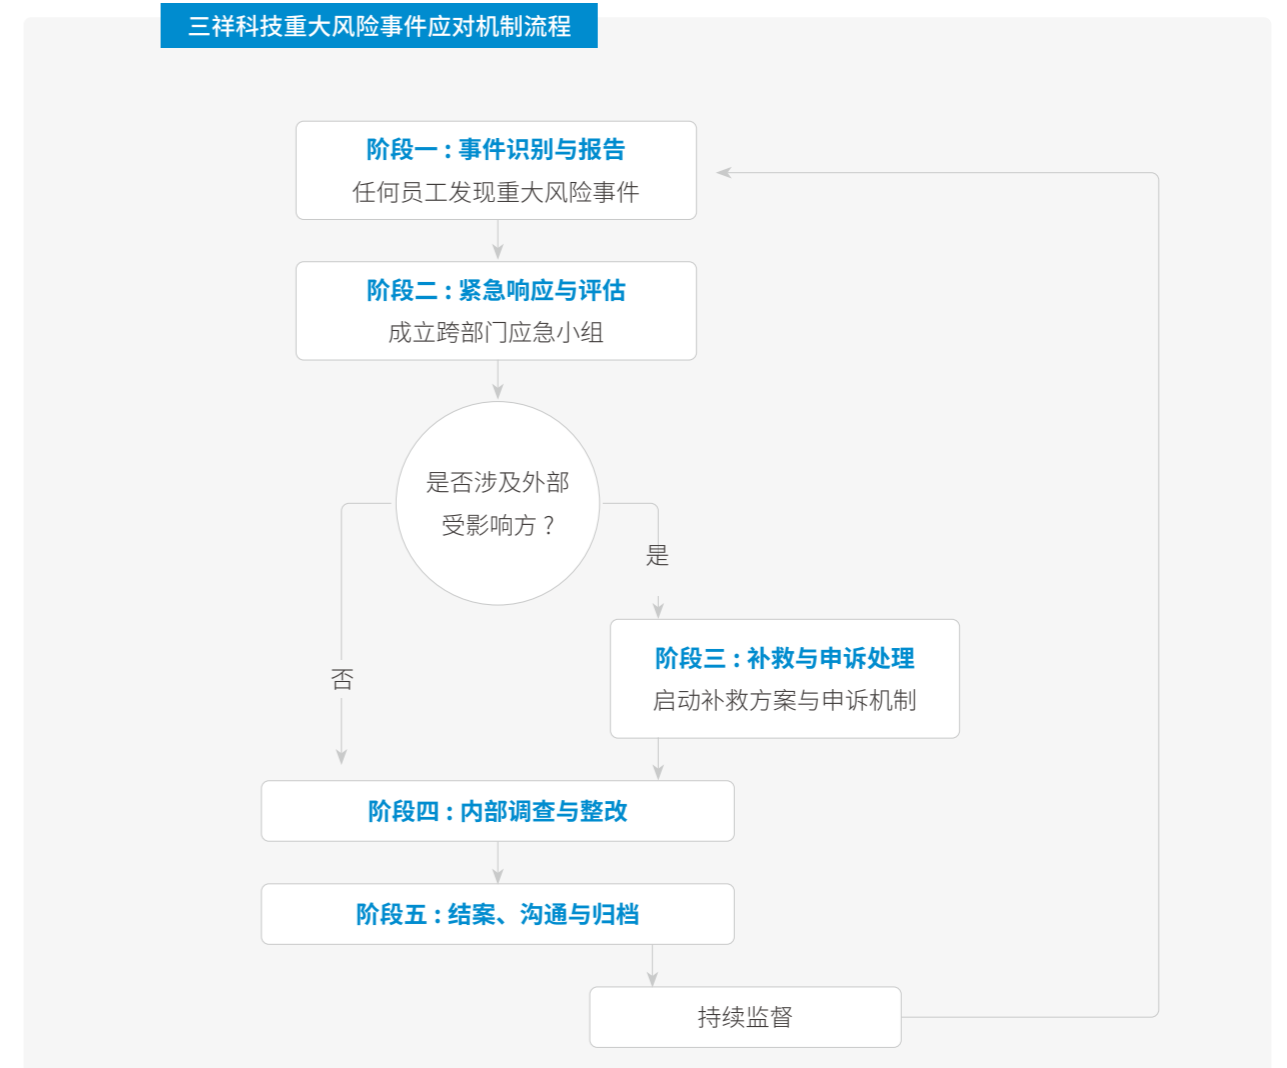 三祥科技重大风险事件应对机制流程
阶段一：事件识别与报告
任何员工发现重大风险事件
阶段二：紧急响应与评估
成立跨部门应急小组
是否涉及外部
受影响方？
是
否
阶段三：补救与申诉处理
启动补救方案与申诉机制
阶段四：内部调查与整改
阶段五：结案、沟通与归档
持续监督